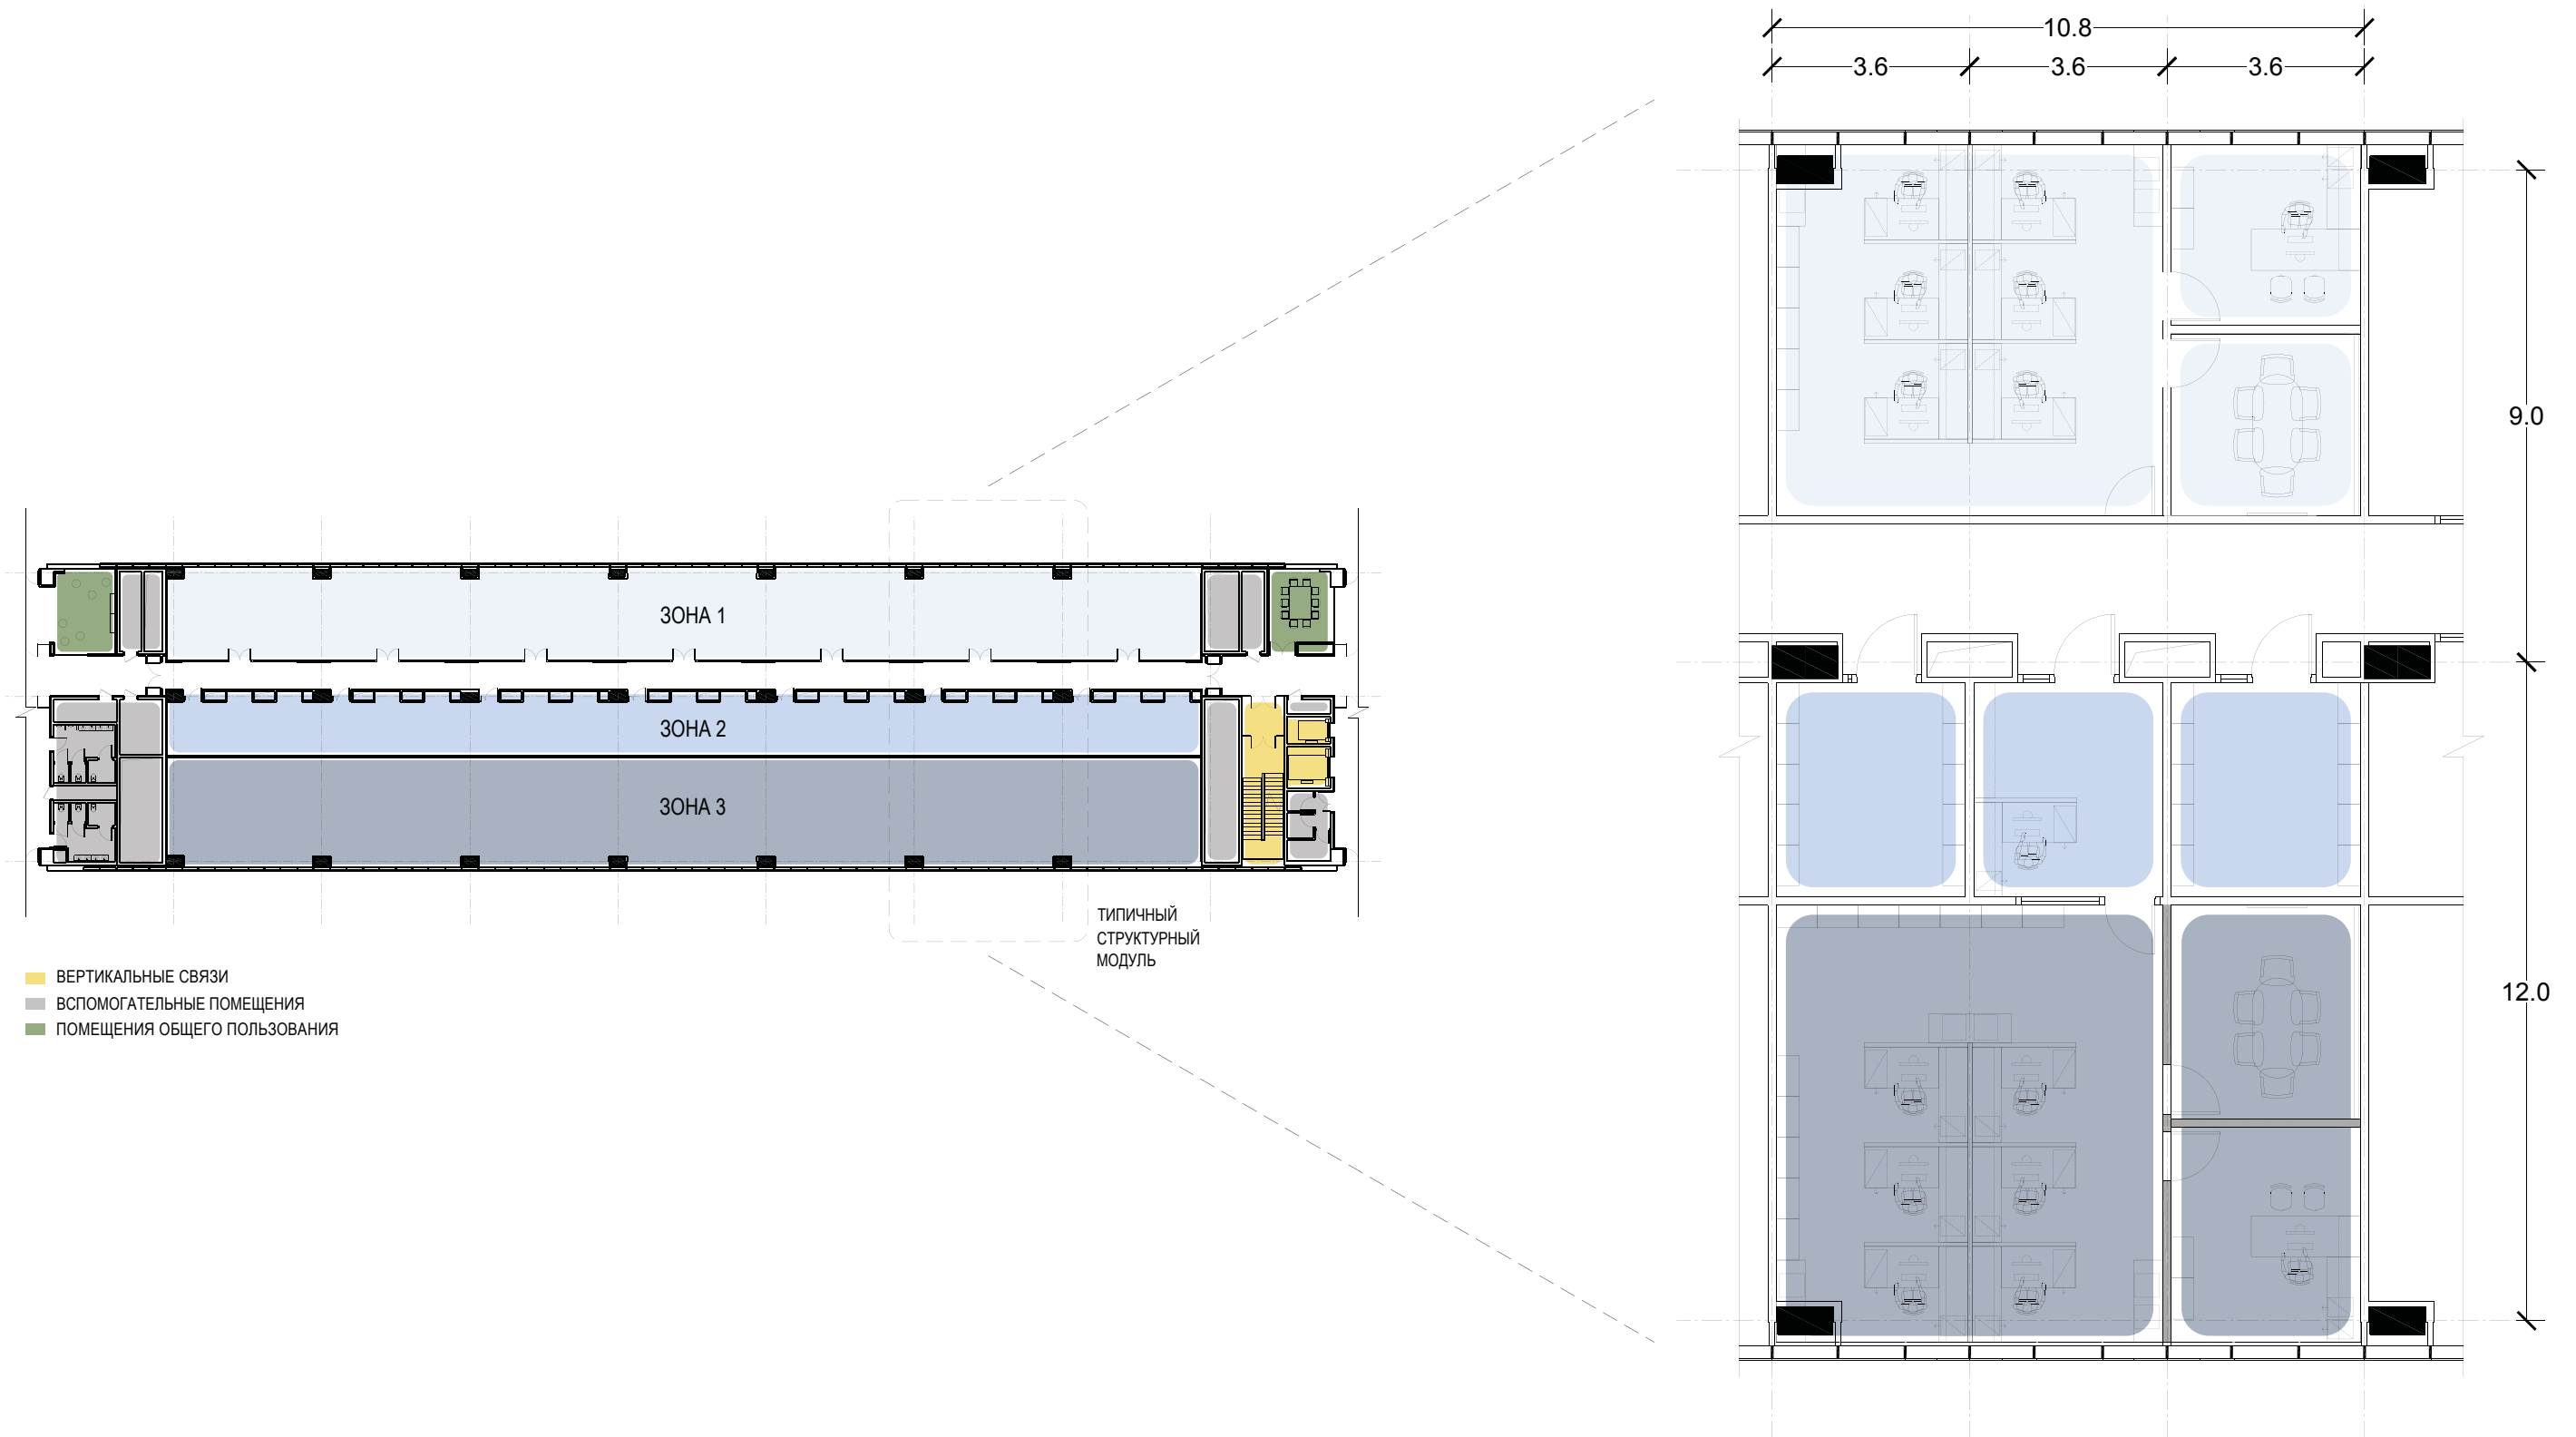 10.8
3.6
3.6
3.6
9.0
12.0
ЗОНА 1
ЗОНА 2
ЗОНА 3
ТИПИЧНЫЙ
СТРУКТУРНЫЙ
МОДУЛЬ
ВЕРТИКАЛЬНЫЕ СВЯЗИ
ВСПОМОГАТЕЛЬНЫЕ ПОМЕЩЕНИЯ
ПОМЕЩЕНИЯ ОБЩЕГО ПОЛЬЗОВАНИЯ